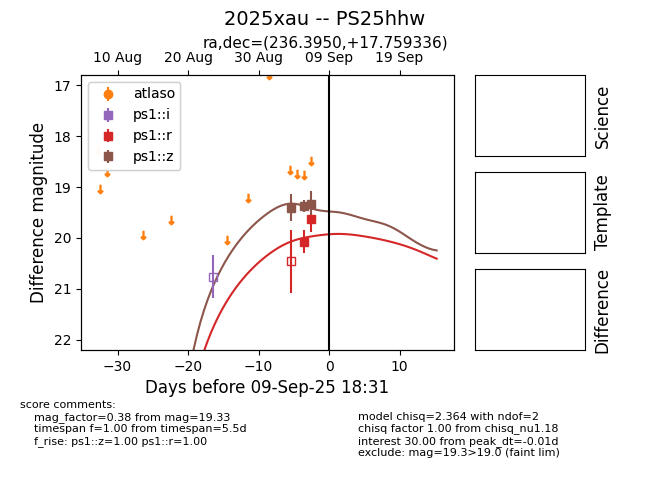 2025xau -- PS25hhw
ra,dec=(236.3950,+17.759336)
10 Aug 20 Aug 30 Aug 09 Sep 19 Sep
atlaso
ps1::i
ps1::r
ps1::z
17
18
19
20
21
22
Difference magnitude
−30 −20 −10 0 10
Days before 09-Sep-25 18:31
Science
Template
Difference
score comments:
mag_factor=0.38 from mag=19.33
timespan f=1.00 from timespan=5.5d
f_rise: ps1::z=1.00 ps1::r=1.00
model chisq=2.364 with ndof=2
chisq factor 1.00 from chisq_nu1.18
interest 30.00 from peak_dt=-0.01d
exclude: mag=19.3>19.0 (faint lim)